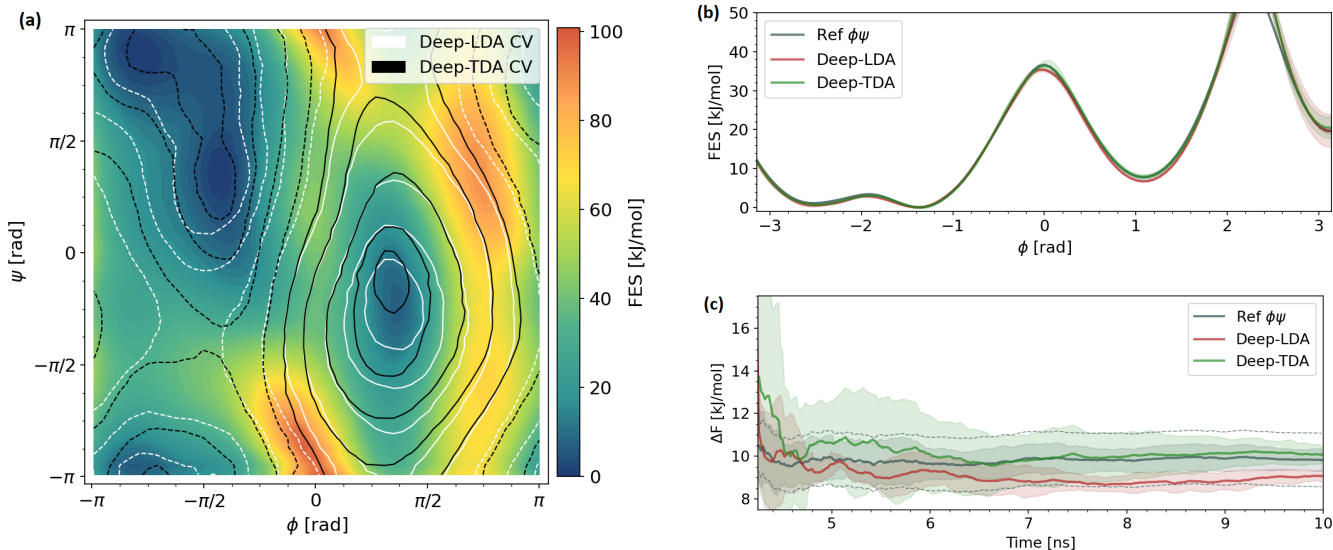 (a)
Deep-LDA CV
Deep-TDA CV
π
π/2
0
−π/2
−π
ψ [rad]
−π
−π/2
0
π/2
π
ϕ [rad]
100
80
60
40
20
0
FES [kJ/mol]
(b)
50
40
30
20
10
0
FES [kJ/mol]
Ref ϕψ
Deep-LDA
Deep-TDA
−3
−2
−1
0
1
2
3
ϕ [rad]
(c)
16
14
12
10
8
ΔF [kJ/mol]
Ref ϕψ
Deep-LDA
Deep-TDA
5
6
7
8
9
10
Time [ns]